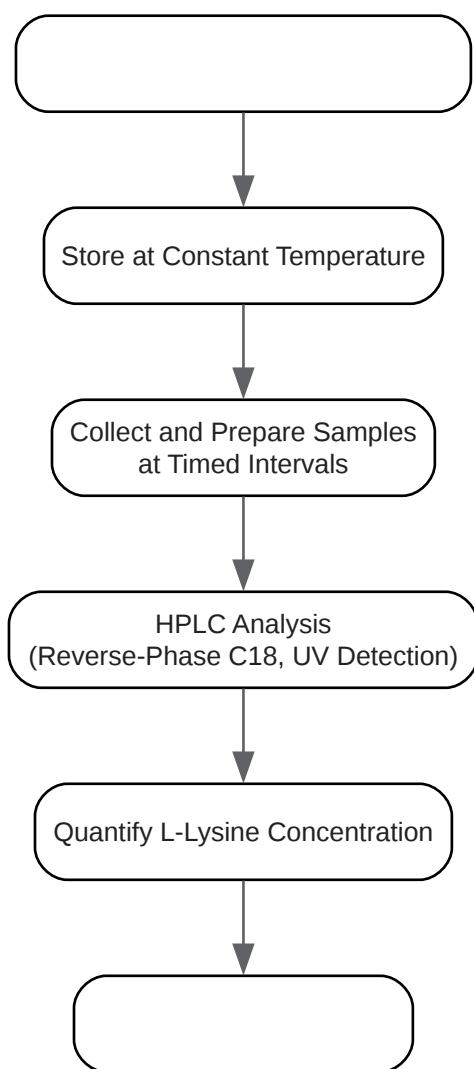 Store at Constant Temperature
Collect and Prepare Samples
at Timed Intervals
HPLC Analysis
(Reverse-Phase C18, UV Detection)
Quantify L-Lysine Concentration